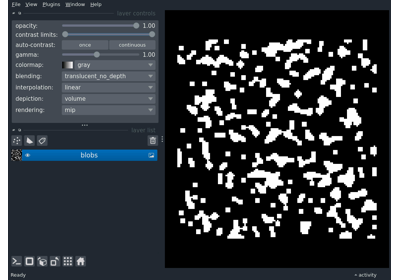 File View Plugins Window Help
layer controls
opacity: 1.00
contrast limits:
auto-contrast: once continuous
gamma: 1.00
colormap: gray
blending: translucent_no_depth
interpolation: linear
depiction: volume
rendering: mip
layer list
blobs
Ready activity